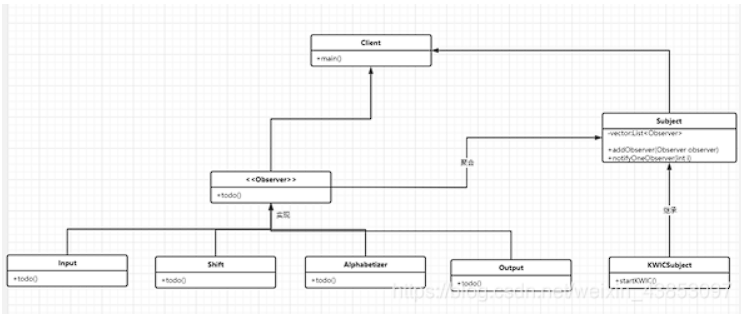 Client
+main()
Subject
-vector:List<Observer>
+addObserver(Observer observer)
+notifyOneObserver(int i)
聚合
<<Observer>>
+todo()
实现
继承
Input
+todo()
Shift
+todo()
Alphabetizer
+todo()
Output
+todo()
KWICSubject
+startKWIC()
https://blog.csdn.net/weixin_43853097